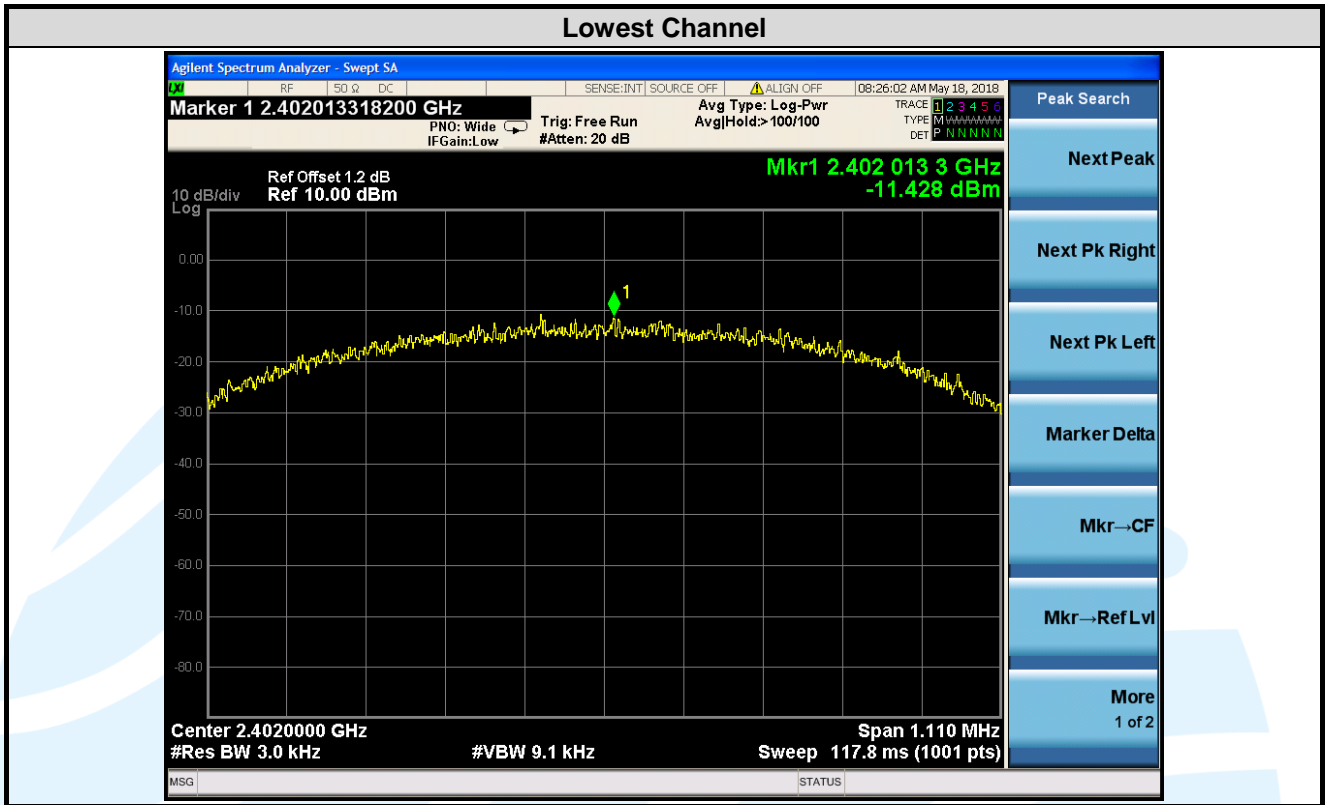 Lowest Channel
Agilent Spectrum Analyzer - Swept SA
LXI RF 50 Ω DC SENSE:INT SOURCE OFF ALIGN OFF 08:26:02 AM May 18, 2018
Marker 1 2.402013318200 GHz
PNO: Wide
IFGain:Low
Trig: Free Run
#Atten: 20 dB
Avg Type: Log-Pwr
Avg|Hold:>100/100
TRACE 1 2 3 4 5 6
TYPE M WWWWW
DET P N N N N N
Mkr1 2.402 013 3 GHz
-11.428 dBm
Ref Offset 1.2 dB
10 dB/div Ref 10.00 dBm
Log
0.00
-10.0
-20.0
-30.0
-40.0
-50.0
-60.0
-70.0
-80.0
1
Center 2.4020000 GHz Span 1.110 MHz
#Res BW 3.0 kHz #VBW 9.1 kHz Sweep 117.8 ms (1001 pts)
MSG STATUS
Peak Search
Next Peak
Next Pk Right
Next Pk Left
Marker Delta
Mkr→CF
Mkr→Ref Lvl
More
1 of 2